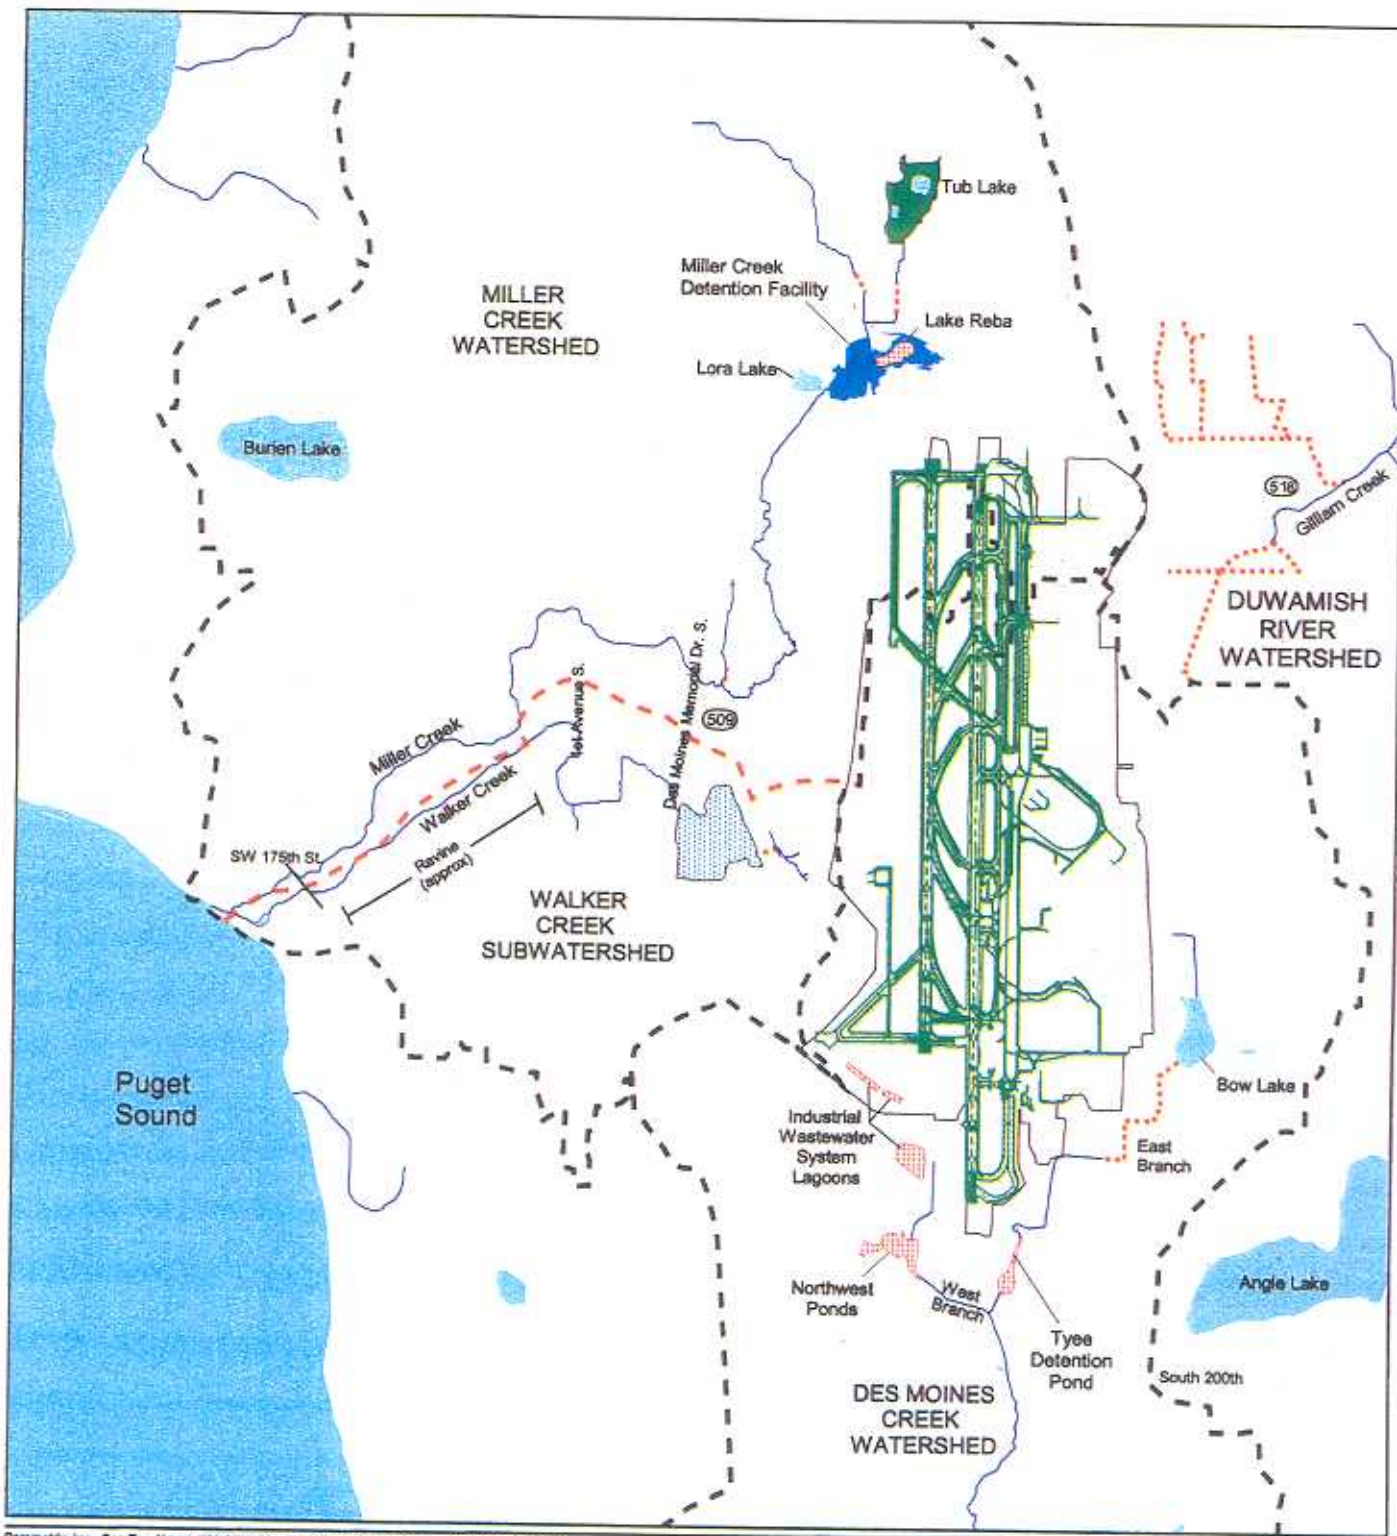 Tub Lake
Miller Creek
Detention Facility
MILLER
CREEK
WATERSHED
Lake Reba
Lora Lake
Burien Lake
518
Gilliam Creek
DUWAMISH
RIVER
WATERSHED
Des Moines Memorial Dr. S.
1st Avenue S.
509
Miller Creek
Walker Creek
SW 175th St.
Ravine
(approx)
WALKER
CREEK
SUBWATERSHED
Puget
Sound
Bow Lake
Industrial
Wastewater
System
Lagoons
East
Branch
Angle Lake
Northwest
Ponds
West
Branch
Tyee
Detention
Pond
South 200th
DES MOINES
CREEK
WATERSHED